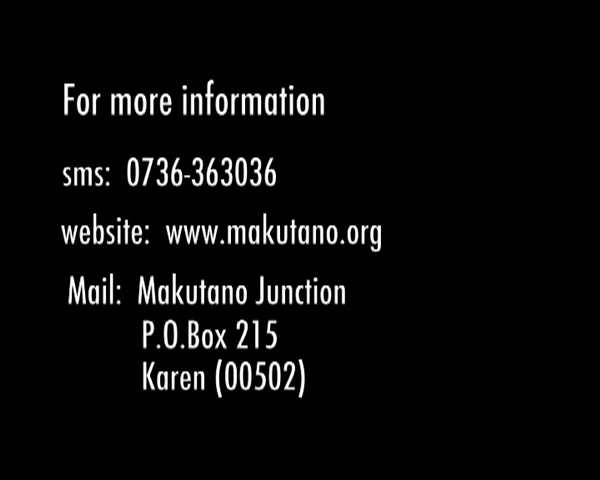 For more information
sms: 0736-363036
website: www.makutano.org
Mail: Makutano Junction
P.O.Box 215
Karen (00502)